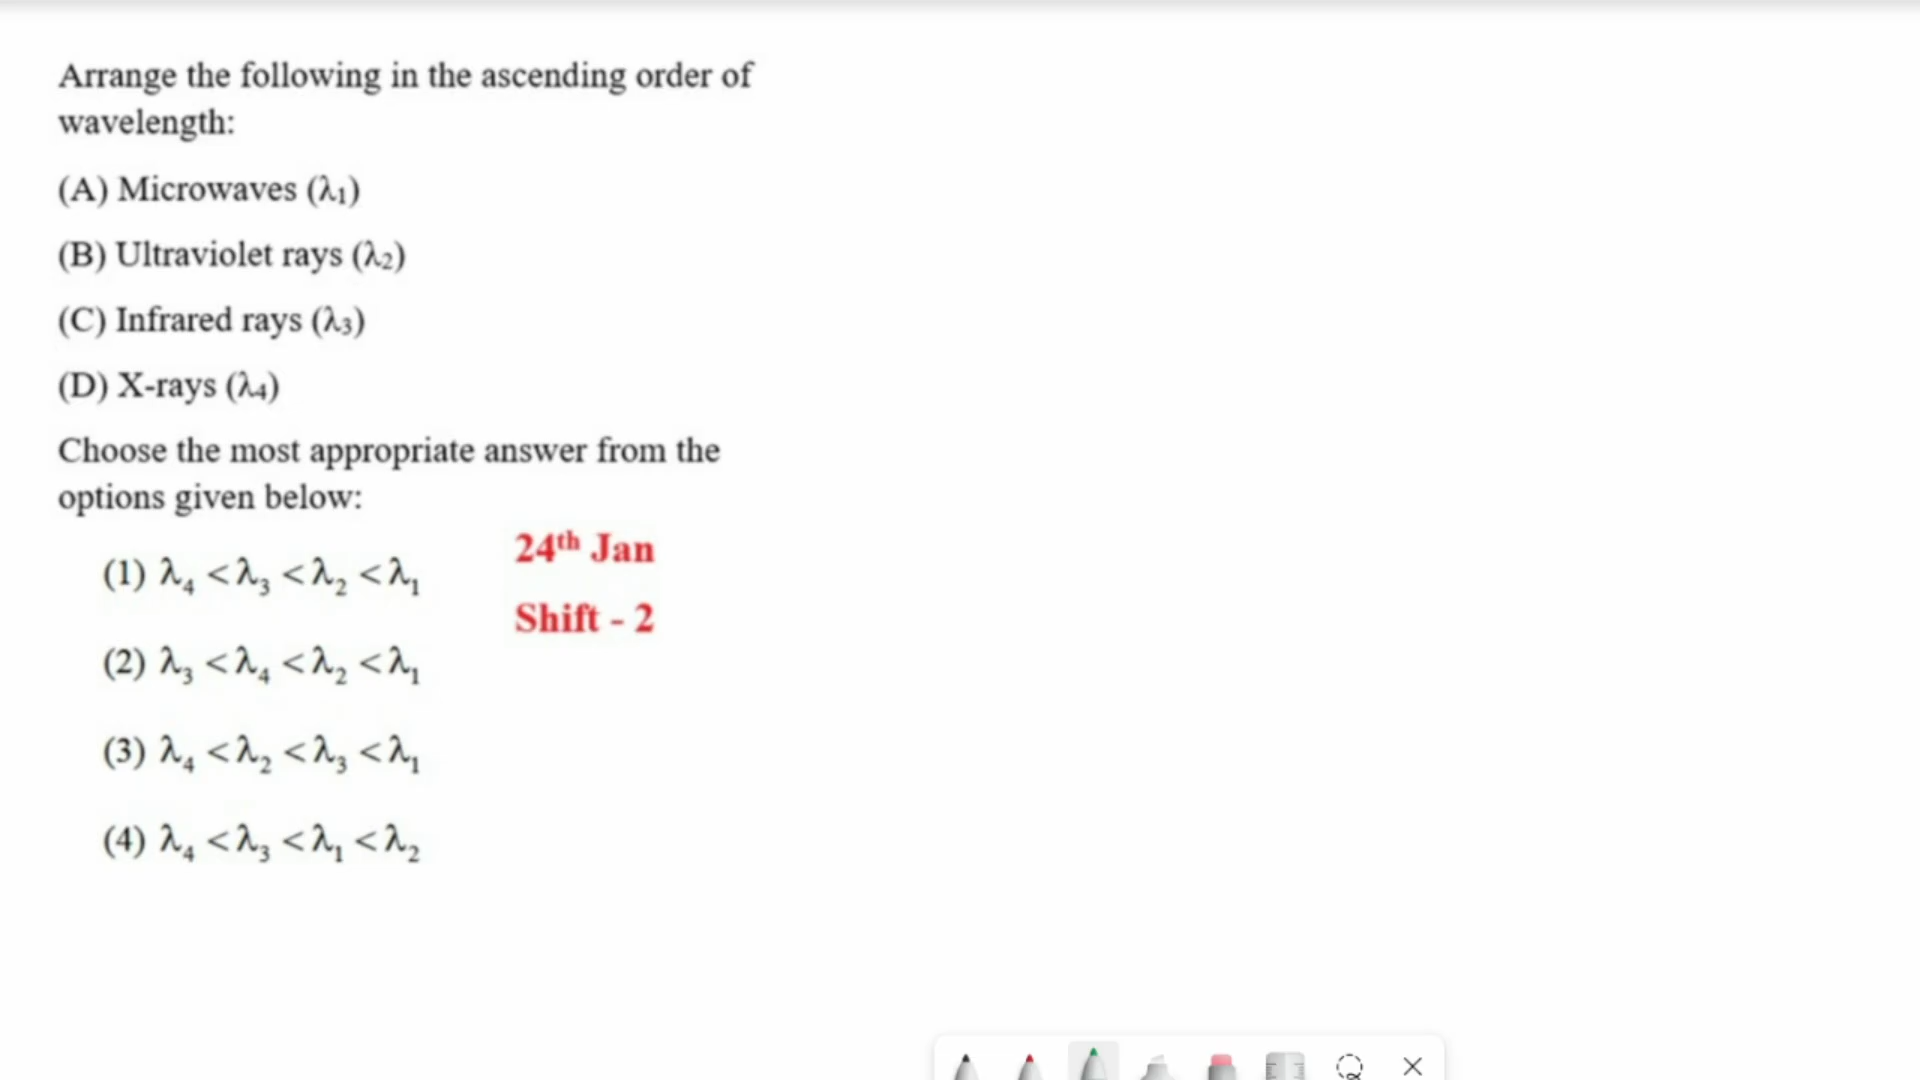 Arrange the following in the ascending order of
wavelength:
(A) Microwaves (λ₁)
(B) Ultraviolet rays (λ₂)
(C) Infrared rays (λ₃)
(D) X-rays (λ₄)
Choose the most appropriate answer from the
options given below:
24th Jan
(1) λ₄ < λ₃ < λ₂ < λ₁
Shift - 2
(2) λ₃ < λ₄ < λ₂ < λ₁
(3) λ₄ < λ₂ < λ₃ < λ₁
(4) λ₄ < λ₃ < λ₁ < λ₂